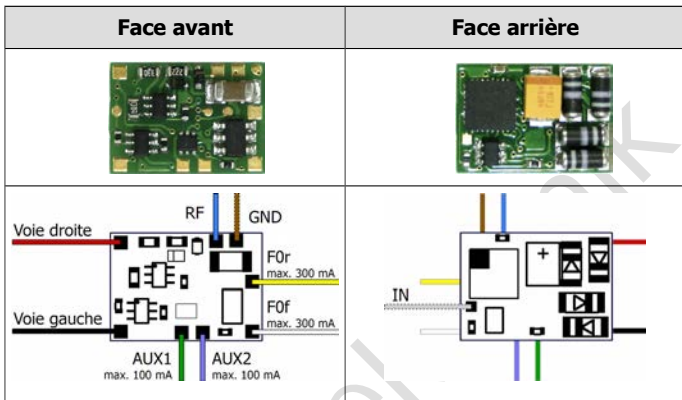 Face avant
Face arrière
RF
GND
Voie droite
F0r
max. 300 mA
F0f
max. 300 mA
Voie gauche
AUX1
max. 100 mA
AUX2
max. 100 mA
IN